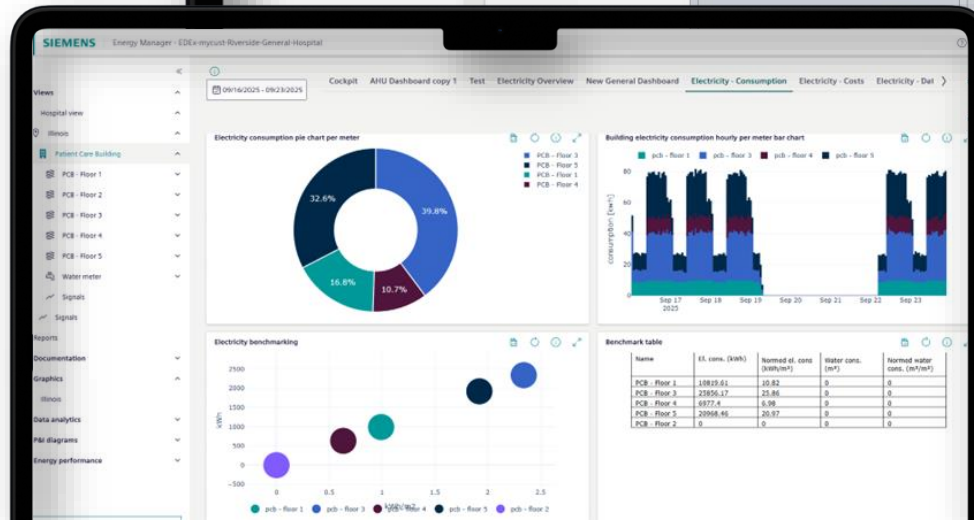 SIEMENS Energy Manager - EDEx-mycust-Riverside-General-Hospital
09/16/2025 - 09/23/2025
Cockpit AHU Dashboard copy 1 Test Electricity Overview New General Dashboard Electricity - Consumption Electricity - Costs Electricity - Dat
Views
Hospital view
Illinois
Patient Care Building
PCB - Floor 1
PCB - Floor 2
PCB - Floor 3
PCB - Floor 4
PCB - Floor 5
Water meter
Signals
Signals
Reports
Documentation
Graphics
Illinois
Data analytics
P&I diagrams
Energy performance
Electricity consumption pie chart per meter
PCB - Floor 3
PCB - Floor 5
PCB - Floor 1
PCB - Floor 4
32.6%
39.8%
16.8%
10.7%
Building electricity consumption hourly per meter bar chart
pcb - floor 1 pcb - floor 3 pcb - floor 4 pcb - floor 5
consumption [kwh]
80
60
40
20
0
Sep 17 Sep 18 Sep 19 Sep 20 Sep 21 Sep 22 Sep 23
2025
Electricity benchmarking
kWh
2500
2000
1500
1000
500
0
−500
0 0.5 1 1.5 2 2.5
kWh/m²
pcb - floor 1 pcb - floor 3 pcb - floor 4 pcb - floor 5 pcb - floor 2
Benchmark table
Name El. cons. (kWh) Normed el. cons (kWh/m²) Water cons. (m³) Normed water cons. (m³/m²)
PCB - Floor 1 10819.61 10.82 0 0
PCB - Floor 3 25856.17 25.86 0 0
PCB - Floor 4 6977.4 6.98 0 0
PCB - Floor 5 20968.46 20.97 0 0
PCB - Floor 2 0 0 0 0